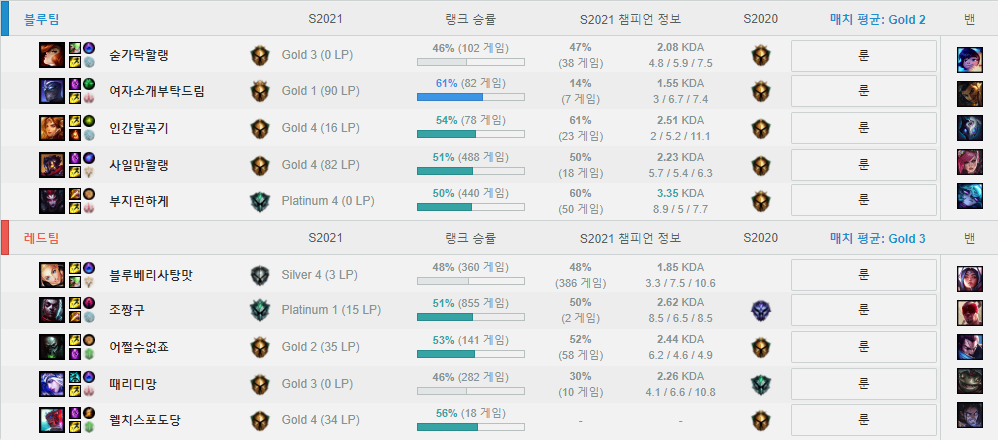 블루팀 S2021 랭크 승률 S2021 챔피언 정보 S2020 매치 평균: Gold 2 밴
숟가락할랭 Gold 3 (0 LP) 46% (102 게임) 47% (38 게임) 2.08 KDA 4.8 / 5.9 / 7.5 룬
여자소개부탁드림 Gold 1 (90 LP) 61% (82 게임) 14% (7 게임) 1.55 KDA 3 / 6.7 / 7.4 룬
인간탈곡기 Gold 4 (16 LP) 54% (78 게임) 61% (23 게임) 2.51 KDA 2 / 5.2 / 11.1 룬
사일만할랭 Gold 4 (82 LP) 51% (488 게임) 50% (18 게임) 2.23 KDA 5.7 / 5.4 / 6.3 룬
부지런하게 Platinum 4 (0 LP) 50% (440 게임) 60% (50 게임) 3.35 KDA 8.9 / 5 / 7.7 룬
레드팀 S2021 랭크 승률 S2021 챔피언 정보 S2020 매치 평균: Gold 3 밴
블루베리사탕맛 Silver 4 (3 LP) 48% (360 게임) 48% (386 게임) 1.85 KDA 3.3 / 7.5 / 10.6 룬
조짱구 Platinum 1 (15 LP) 51% (855 게임) 50% (2 게임) 2.62 KDA 8.5 / 6.5 / 8.5 룬
어쩔수없죠 Gold 2 (35 LP) 53% (141 게임) 52% (58 게임) 2.44 KDA 6.2 / 4.6 / 4.9 룬
때리디망 Gold 3 (0 LP) 46% (282 게임) 30% (10 게임) 2.26 KDA 4.1 / 6.6 / 10.8 룬
웰치스포도당 Gold 4 (34 LP) 56% (18 게임) - - 룬